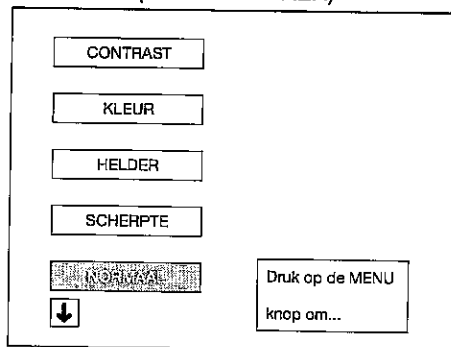 CONTRAST
KLEUR
HELDER
SCHERPTE
NORMAAL
Druk op de MENU
knop om...